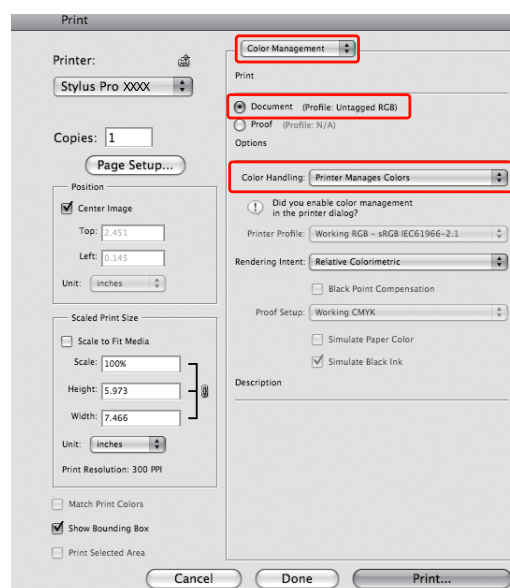 Print
Printer:
Stylus Pro XXXX
Copies: 1
Page Setup...
Position
Center Image
Top: 2.451
Left: 0.145
Unit: inches
Scaled Print Size
Scale to Fit Media
Scale: 100%
Height: 5.973
Width: 7.466
Unit: inches
Print Resolution: 300 PPI
Match Print Colors
Show Bounding Box
Print Selected Area
Color Management
Print
Document (Profile: Untagged RGB)
Proof (Profile: N/A)
Options
Color Handling: Printer Manages Colors
Did you enable color management
in the printer dialog?
Printer Profile: Working RGB - sRGB IEC61966-2.1
Rendering Intent: Relative Colorimetric
Black Point Compensation
Proof Setup: Working CMYK
Simulate Paper Color
Simulate Black Ink
Description
Cancel
Done
Print...